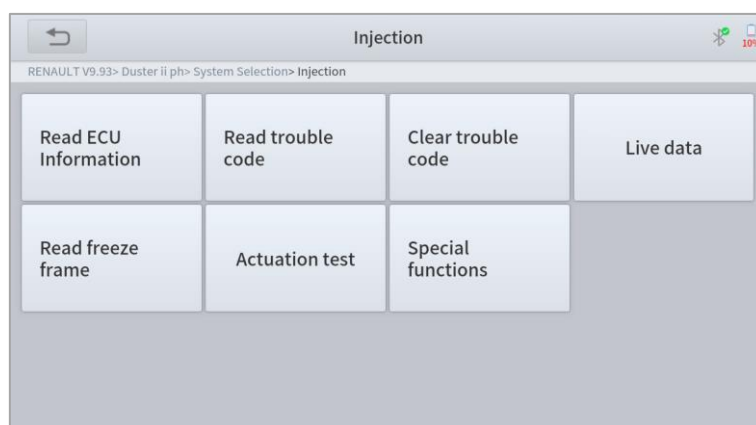 Injection
10%
RENAULT V9.93> Duster ii ph> System Selection> Injection
Read ECU
Information
Read trouble
code
Clear trouble
code
Live data
Read freeze
frame
Actuation test
Special
functions